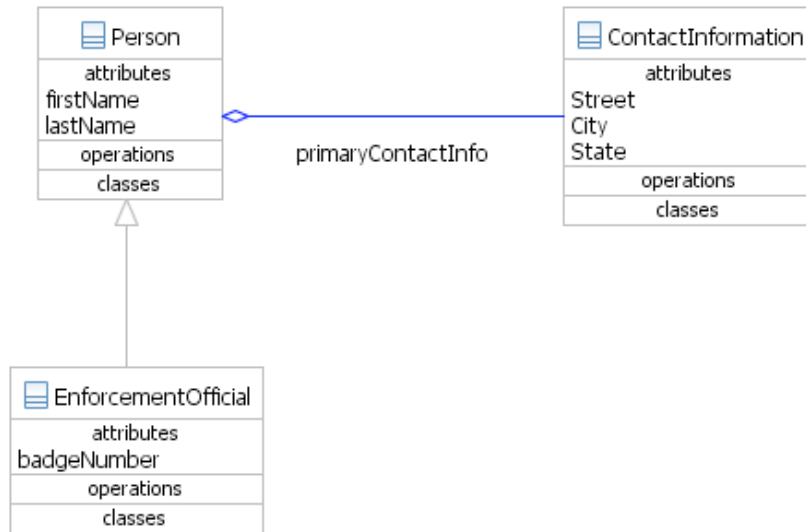 Person
attributes
firstName
lastName
operations
classes
primaryContactInfo
ContactInformation
attributes
Street
City
State
operations
classes
EnforcementOfficial
attributes
badgeNumber
operations
classes